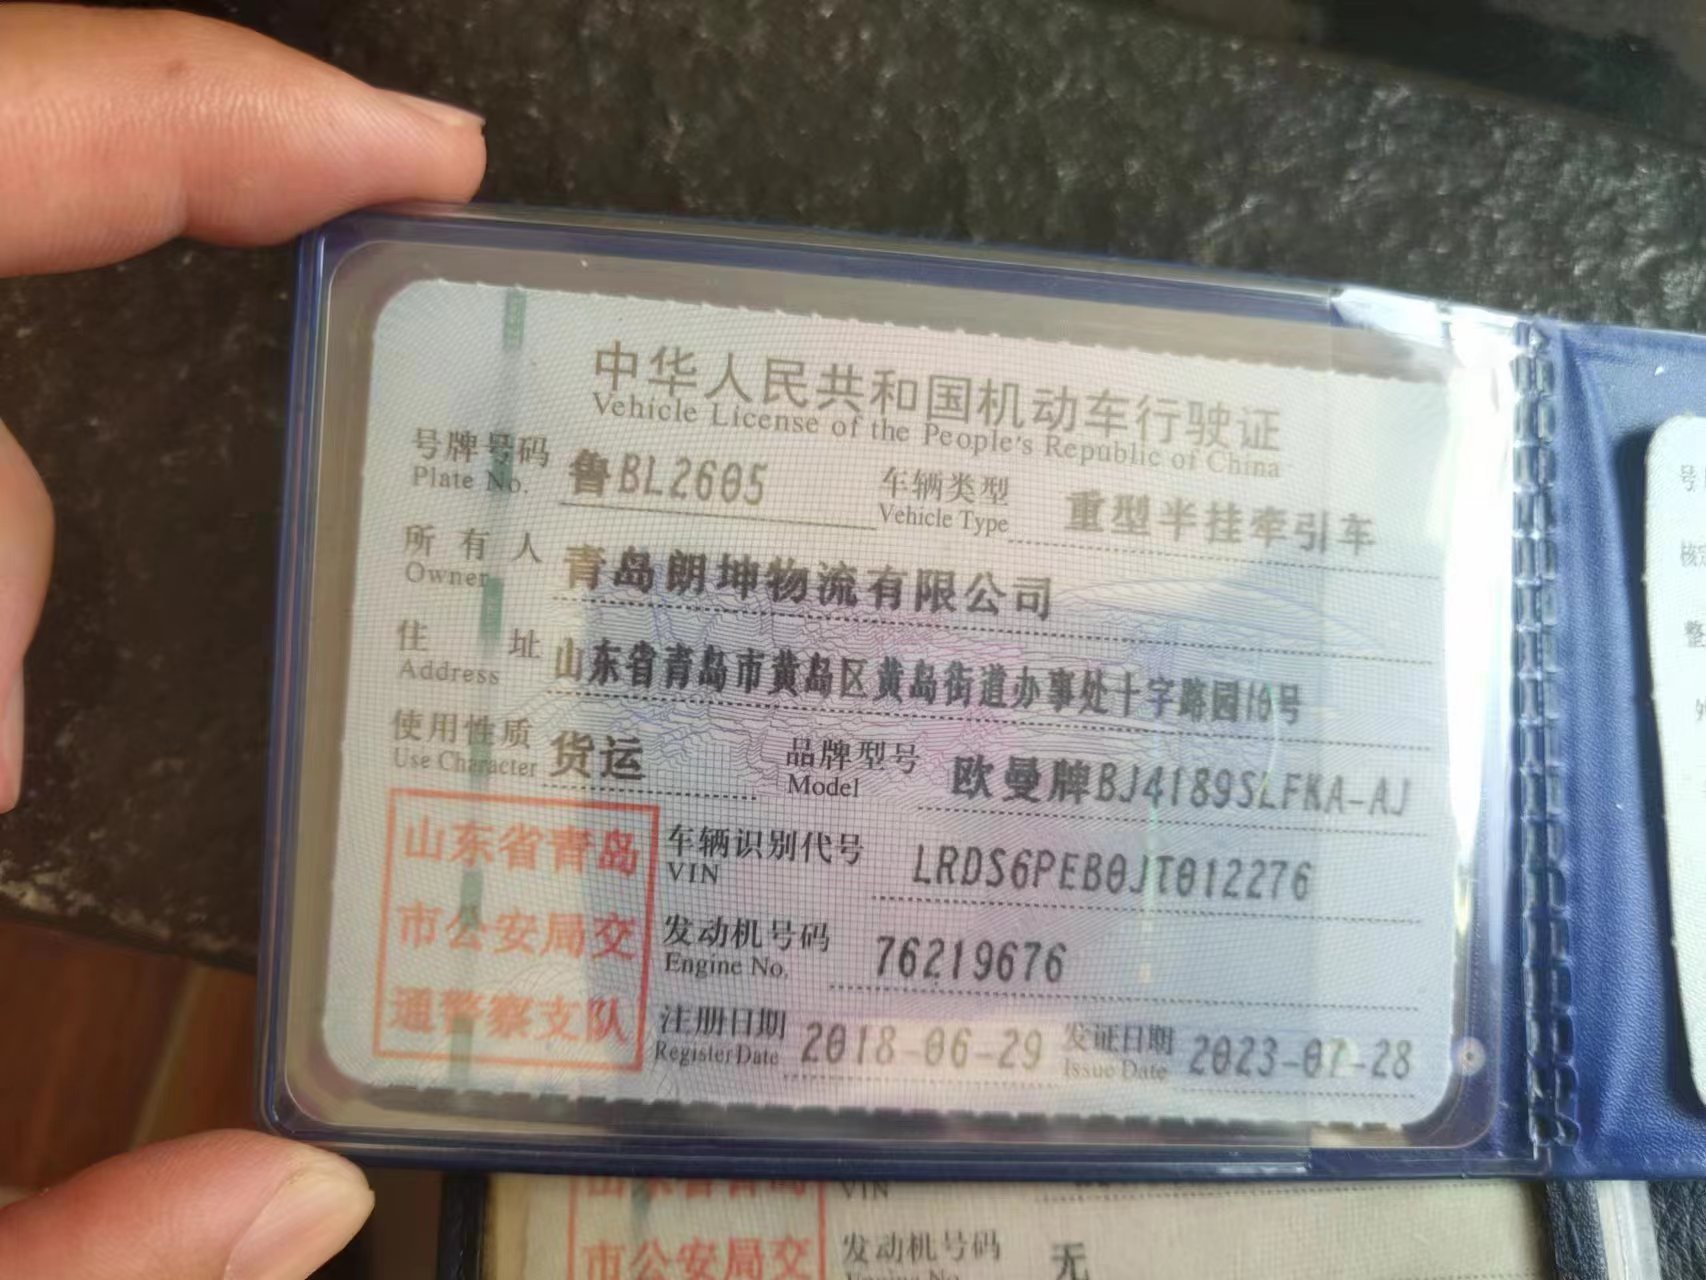 中华人民共和国机动车行驶证
Vehicle License of the People's Republic of China
号牌号码 鲁BL2605 车辆类型 重型半挂牵引车
Plate No. Vehicle Type
所有人 青岛朗坤物流有限公司
Owner
住址 山东省青岛市黄岛区黄岛街道办事处十字路园10号
Address
使用性质 货运 品牌型号 欧曼牌BJ4189SLFKA-AJ
Use Character Model
山东省青岛
市公安局交
通警察支队
车辆识别代号 LRDS6PEB0JT012276
VIN
发动机号码 76219676
Engine No.
注册日期 2018-06-29 发证日期 2023-07-28
Register Date Issue Date
号
整
山东省青岛
VIN
市公安局交
发动机号码 无